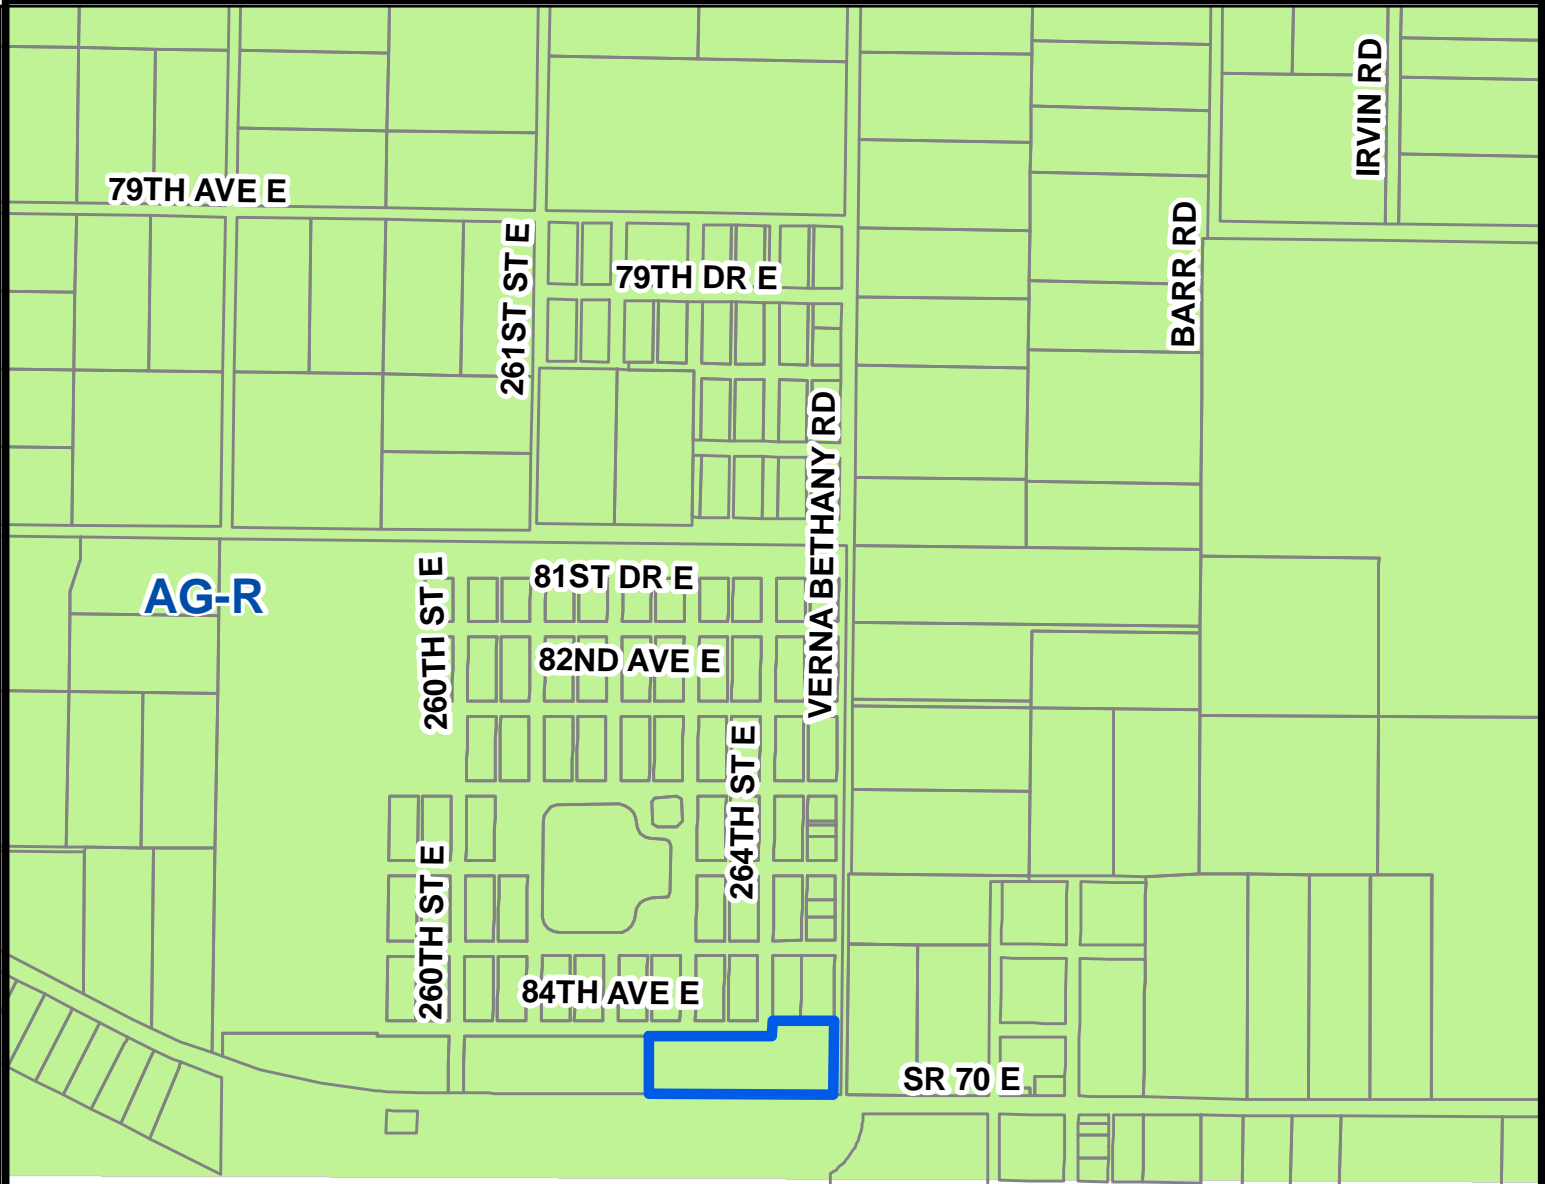 IRVIN RD
79TH AVE E
BARR RD
261ST ST E
79TH DR E
VERNA BETHANY RD
AG-R
260TH ST E
81ST DR E
82ND AVE E
264TH ST E
260TH ST E
84TH AVE E
SR 70 E